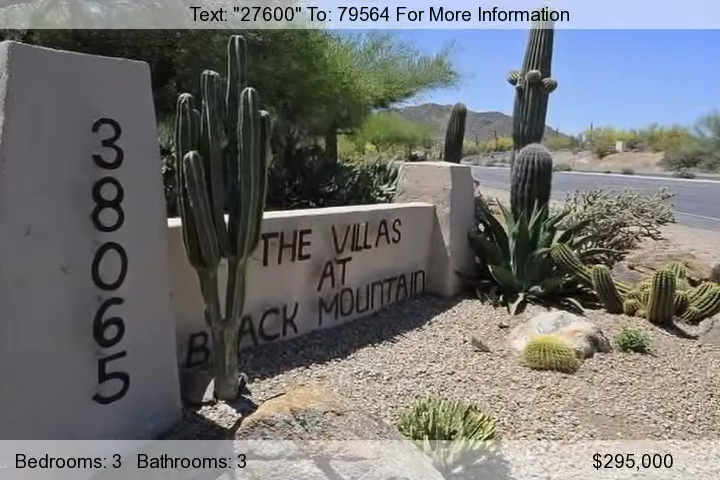 Text: "27600" To: 79564 For More Information
38065
THE VILLAS
AT
BLACK MOUNTAIN
Bedrooms: 3 Bathrooms: 3
$295,000